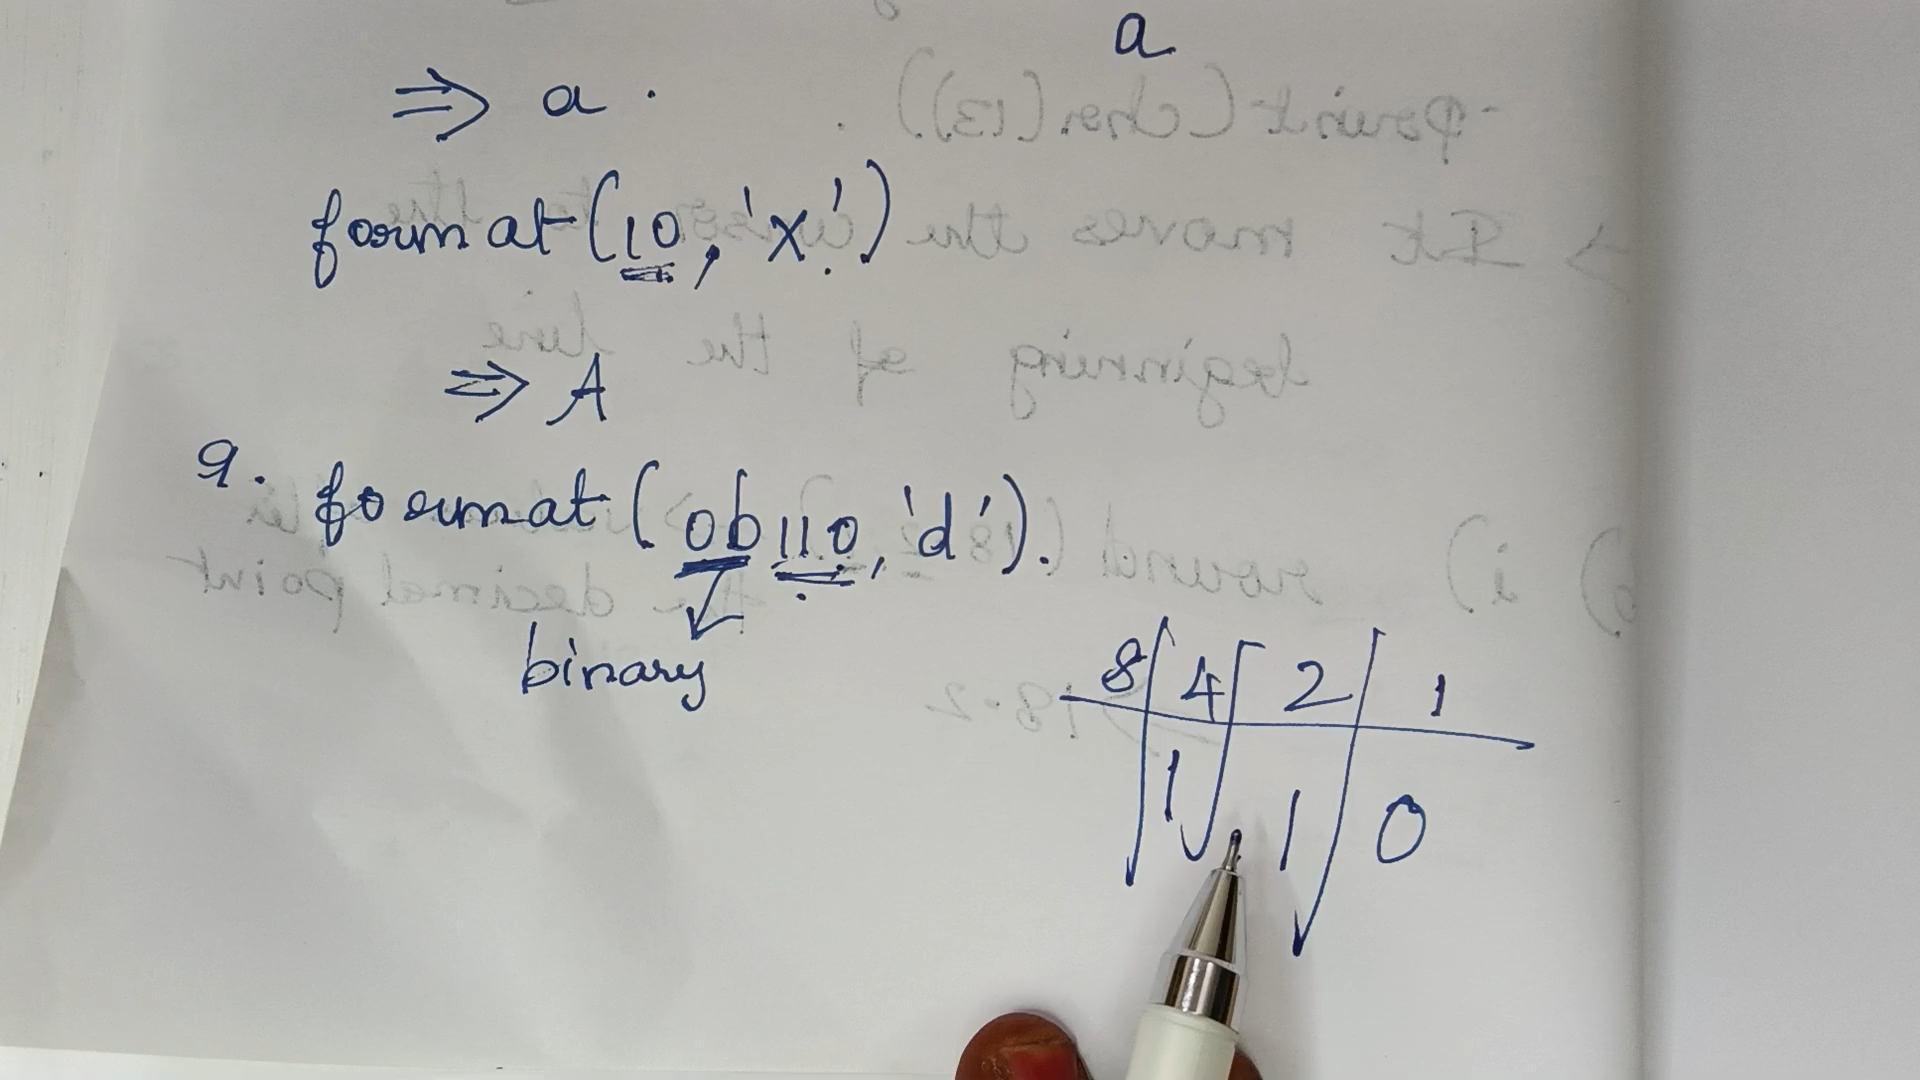 a
⇒ a.
format(10, 'X')
⇒ A
9. format(0b110, 'd').
binary
8 4 2 1
1 1 0